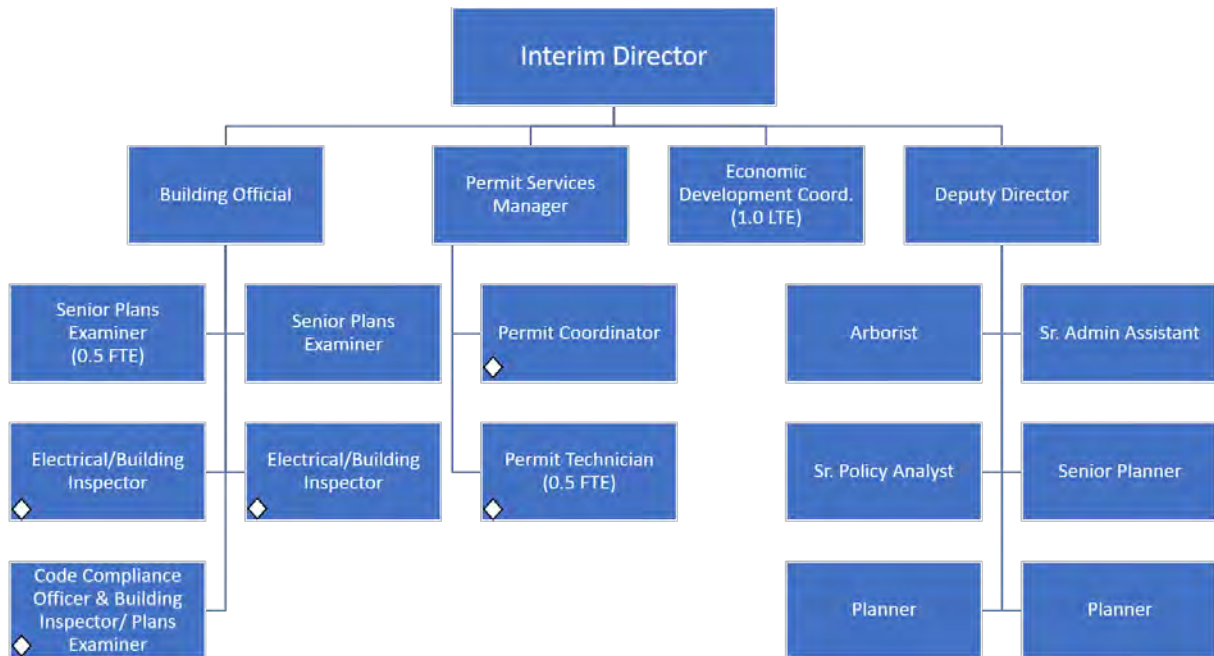 Interim Director
Building Official
Permit Services
Manager
Economic
Development Coord.
(1.0 LTE)
Deputy Director
Senior Plans
Examiner
(0.5 FTE)
Senior Plans
Examiner
Permit Coordinator
Arborist
Sr. Admin Assistant
Electrical/Building
Inspector
Electrical/Building
Inspector
Permit Technician
(0.5 FTE)
Sr. Policy Analyst
Senior Planner
Code Compliance
Officer & Building
Inspector/ Plans
Examiner
Planner
Planner